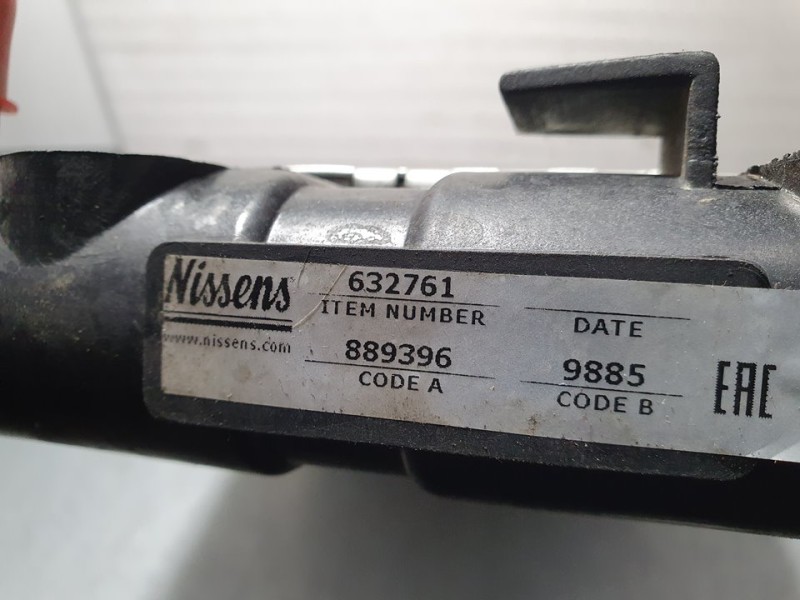 Nissens
www.nissens.com
632761
ITEM NUMBER
DATE
889396
CODE A
9885
CODE B
EAC